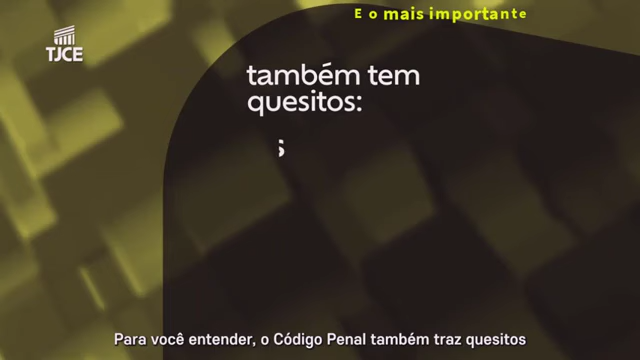 E o mais importante
TJCE
também tem
quesitos:
s
Para você entender, o Código Penal também traz quesitos